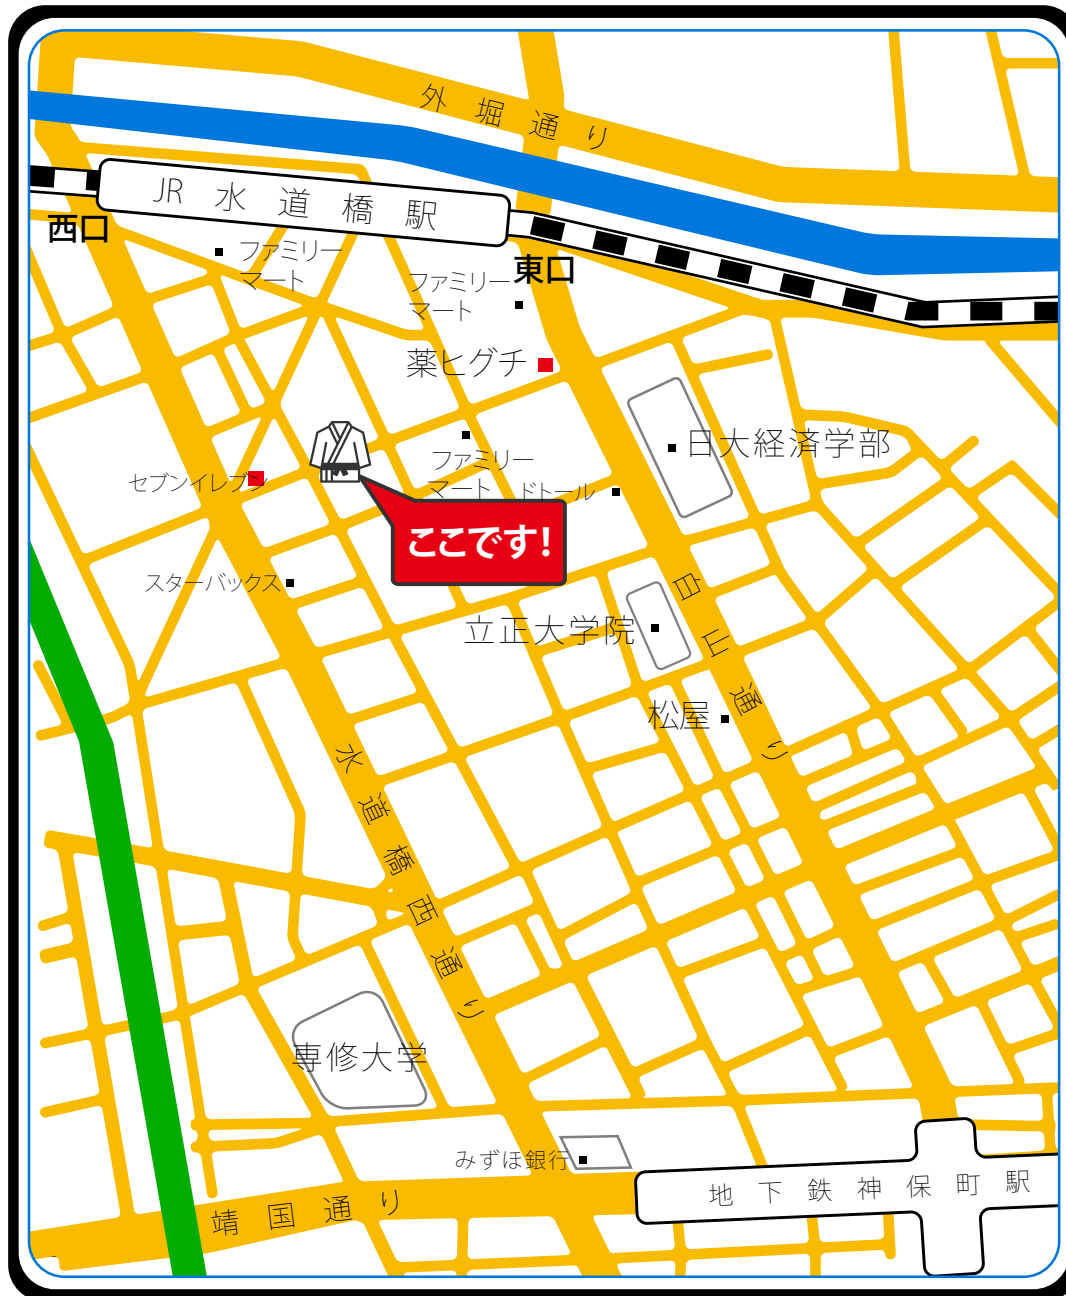 外堀通り
JR 水道橋駅
西口
東口
ファミリー
マート
ファミリー
マート
薬ヒグチ
日大経済学部
ファミリー
マート
セブンイレブン
ドトール
ここです!
スターバックス
白山通り
立正大学院
松屋
水道橋西通り
専修大学
みずほ銀行
地下鉄神保町駅
靖国通り